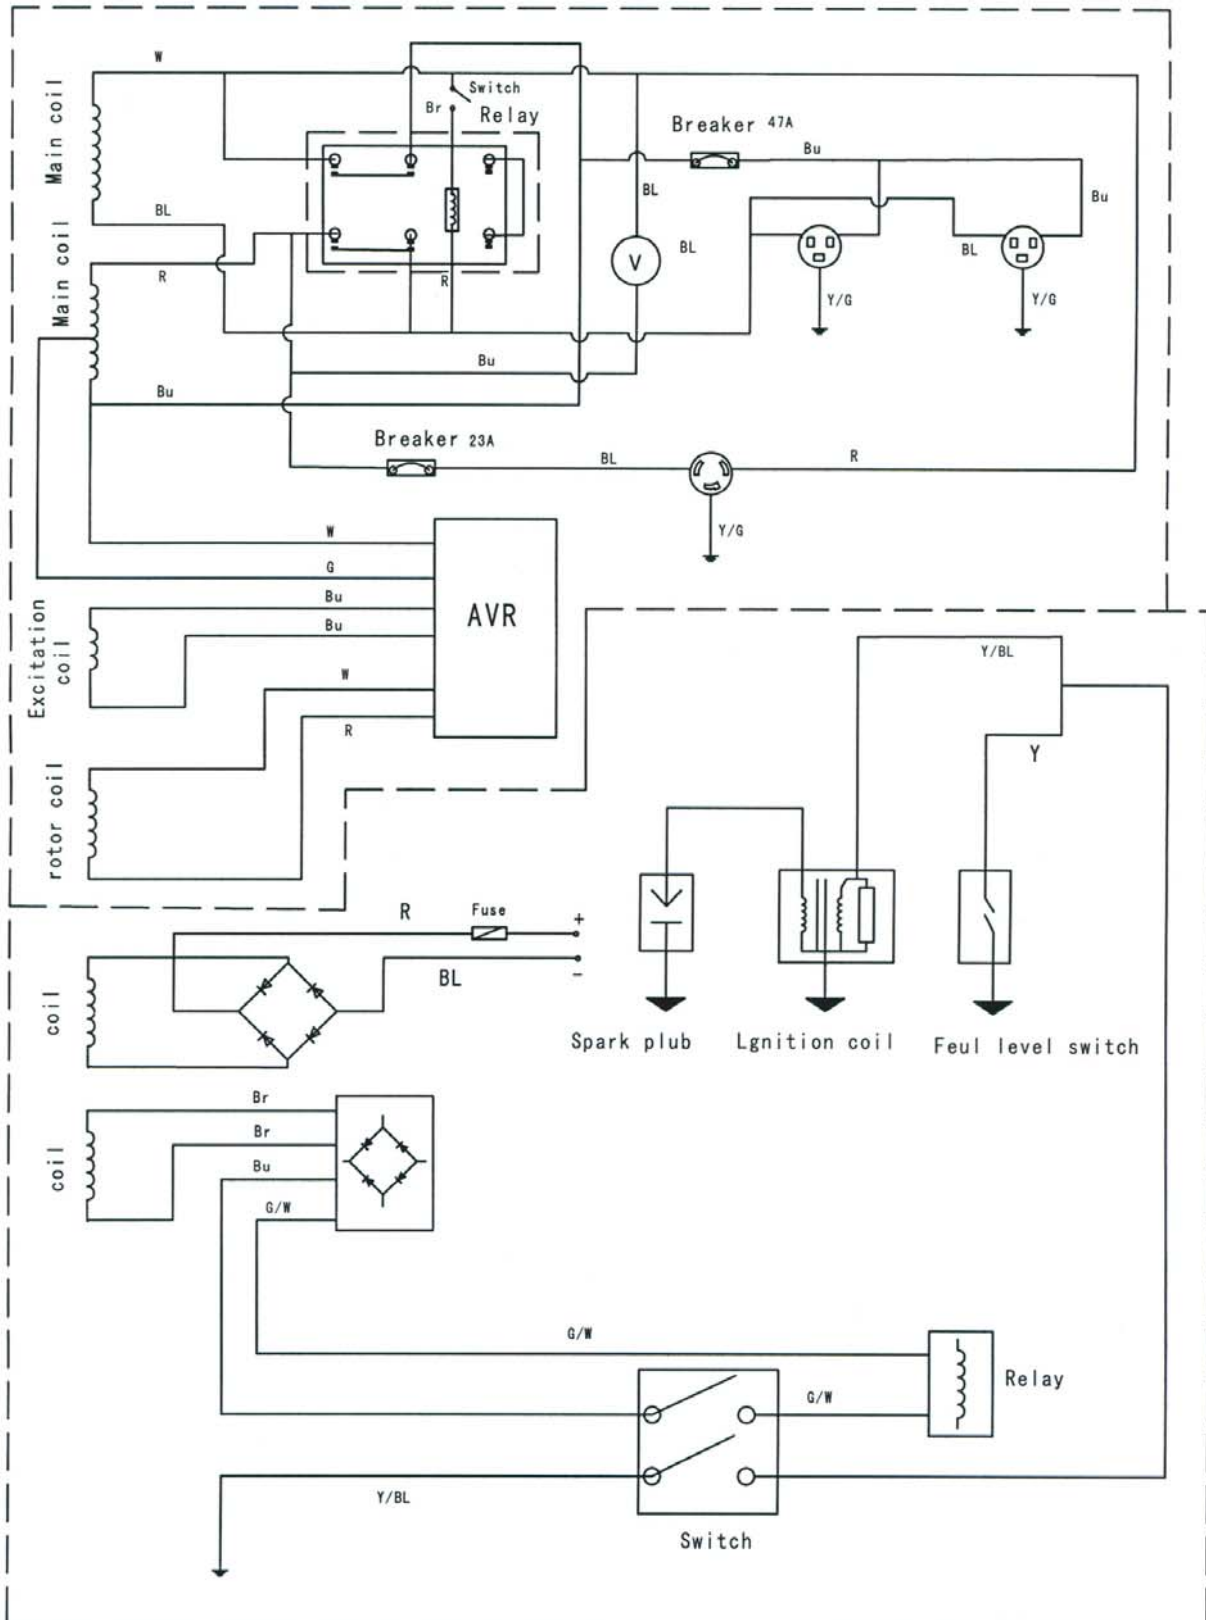 W
Switch
Main coil
Br
Relay
Breaker 47A
Bu
BL
Bu
BL
BL
V
BL
Main coil
R
R
Y/G
Y/G
Bu
Bu
Breaker 23A
BL
R
Y/G
W
G
Bu
Bu
AVR
Excitation
coil
W
R
Y/BL
Y
rotor coil
R
Fuse
+
BL
-
coil
Spark plub
Lgnition coil
Feul level switch
Br
Br
Bu
G/W
coil
G/W
Relay
G/W
Y/BL
Switch